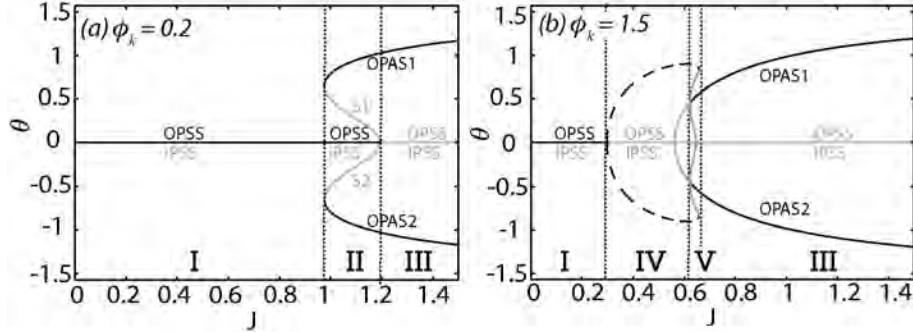 (a) ϕk = 0.2
1.5
1
0.5
0
-0.5
-1
-1.5
θ
OPAS1
S1
OPSS
IPSS
OPSS
IPSS
OPSS
IPSS
S2
OPAS2
I
II
III
0 0.2 0.4 0.6 0.8 1 1.2 1.4
J
(b) ϕk = 1.5
1.5
1
0.5
0
-0.5
-1
-1.5
θ
OPAS1
OPSS
IPSS
OPSS
IPSS
OPSS
IPSS
OPAS2
I
IV
V
III
0 0.2 0.4 0.6 0.8 1 1.2 1.4
J